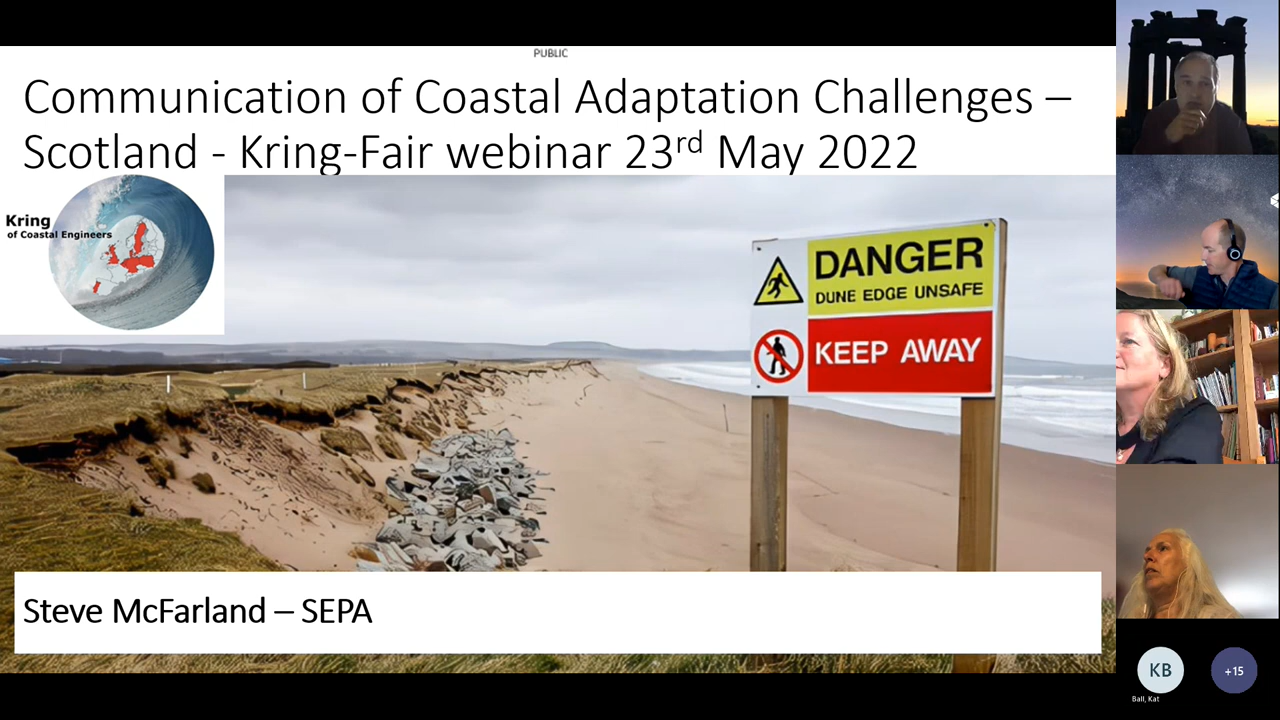 PUBLIC
Communication of Coastal Adaptation Challenges –
Scotland - Kring-Fair webinar 23rd May 2022
Kring
of Coastal Engineers
DANGER
DUNE EDGE UNSAFE
KEEP AWAY
Steve McFarland – SEPA
KB
+15
Ball, Kat